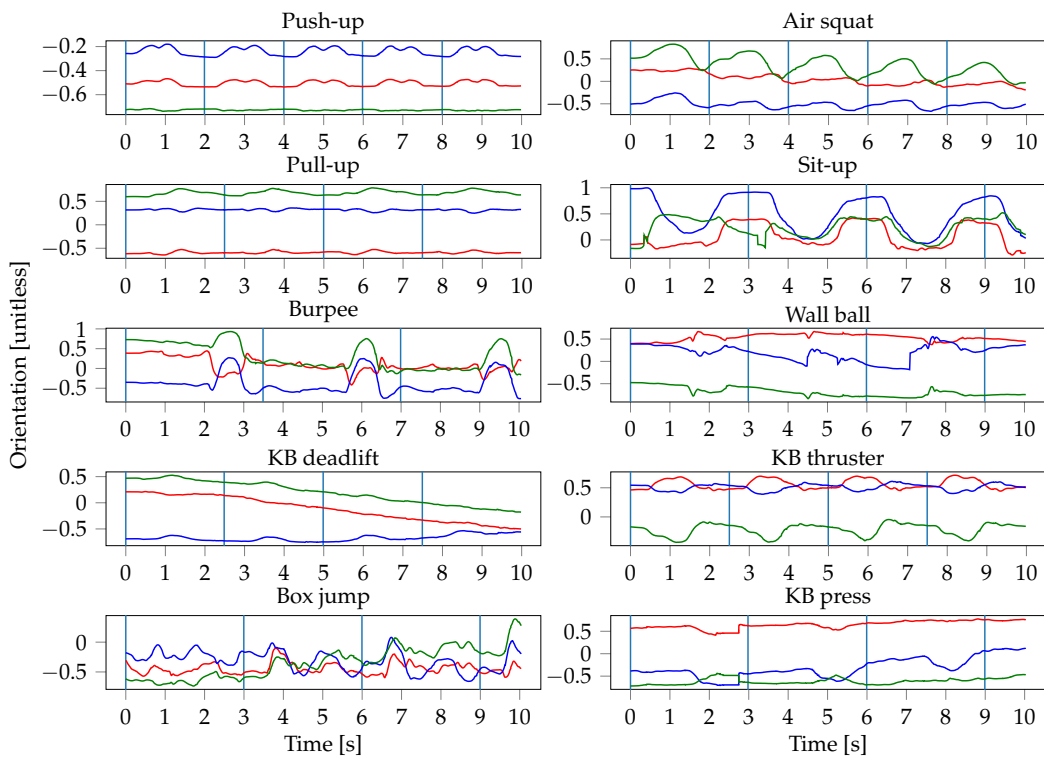 Push-up
−0.2
−0.4
−0.6
0 1 2 3 4 5 6 7 8 9 10
Air squat
0.5
0
−0.5
0 1 2 3 4 5 6 7 8 9 10
Pull-up
0.5
0
−0.5
0 1 2 3 4 5 6 7 8 9 10
Sit-up
1
0.5
0
0 1 2 3 4 5 6 7 8 9 10
Orientation [unitless]
Burpee
1
0.5
0
−0.5
0 1 2 3 4 5 6 7 8 9 10
Wall ball
0.5
0
−0.5
0 1 2 3 4 5 6 7 8 9 10
KB deadlift
0.5
0
−0.5
0 1 2 3 4 5 6 7 8 9 10
KB thruster
0.5
0
0 1 2 3 4 5 6 7 8 9 10
Box jump
0
−0.5
0 1 2 3 4 5 6 7 8 9 10
Time [s]
KB press
0.5
0
−0.5
0 1 2 3 4 5 6 7 8 9 10
Time [s]